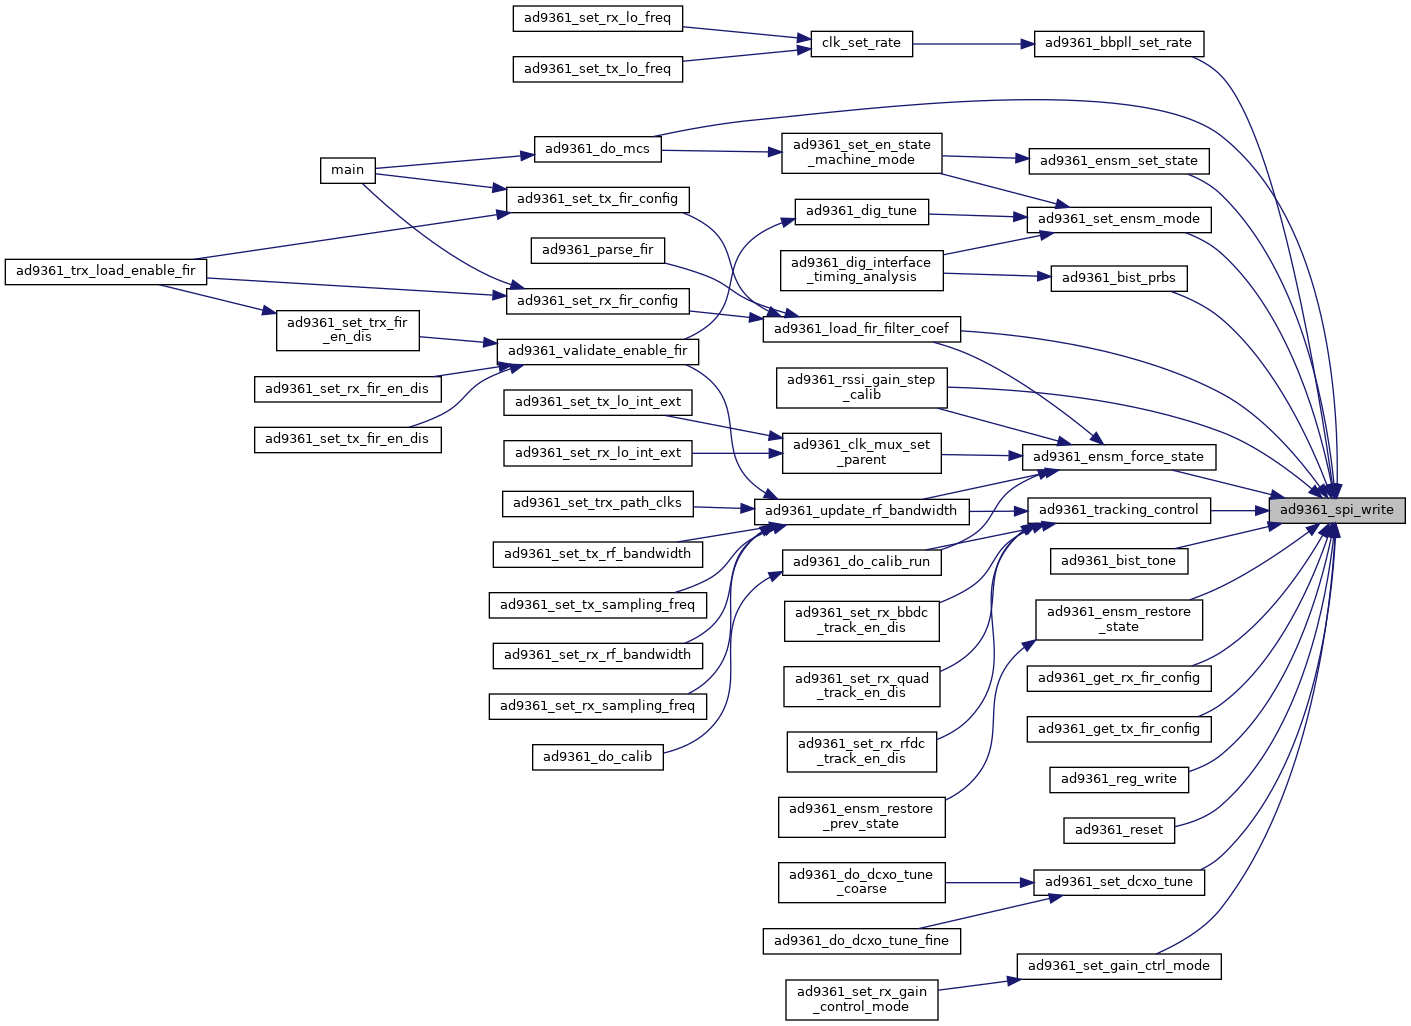 ad9361_set_rx_lo_freq
clk_set_rate
ad9361_bbpll_set_rate
ad9361_set_tx_lo_freq
ad9361_do_mcs
ad9361_set_en_state
_machine_mode
ad9361_ensm_set_state
main
ad9361_set_tx_fir_config
ad9361_dig_tune
ad9361_set_ensm_mode
ad9361_parse_fir
ad9361_dig_interface
_timing_analysis
ad9361_bist_prbs
ad9361_trx_load_enable_fir
ad9361_set_rx_fir_config
ad9361_set_trx_fir
_en_dis
ad9361_load_fir_filter_coef
ad9361_validate_enable_fir
ad9361_set_rx_fir_en_dis
ad9361_rssi_gain_step
_calib
ad9361_set_tx_lo_int_ext
ad9361_set_tx_fir_en_dis
ad9361_set_rx_lo_int_ext
ad9361_clk_mux_set
_parent
ad9361_ensm_force_state
ad9361_set_trx_path_clks
ad9361_update_rf_bandwidth
ad9361_tracking_control
ad9361_spi_write
ad9361_set_tx_rf_bandwidth
ad9361_do_calib_run
ad9361_bist_tone
ad9361_set_tx_sampling_freq
ad9361_set_rx_bbdc
_track_en_dis
ad9361_ensm_restore
_state
ad9361_set_rx_rf_bandwidth
ad9361_set_rx_quad
_track_en_dis
ad9361_get_rx_fir_config
ad9361_set_rx_sampling_freq
ad9361_get_tx_fir_config
ad9361_do_calib
ad9361_set_rx_rfdc
_track_en_dis
ad9361_reg_write
ad9361_ensm_restore
_prev_state
ad9361_reset
ad9361_do_dcxo_tune
_coarse
ad9361_set_dcxo_tune
ad9361_do_dcxo_tune_fine
ad9361_set_gain_ctrl_mode
ad9361_set_rx_gain
_control_mode